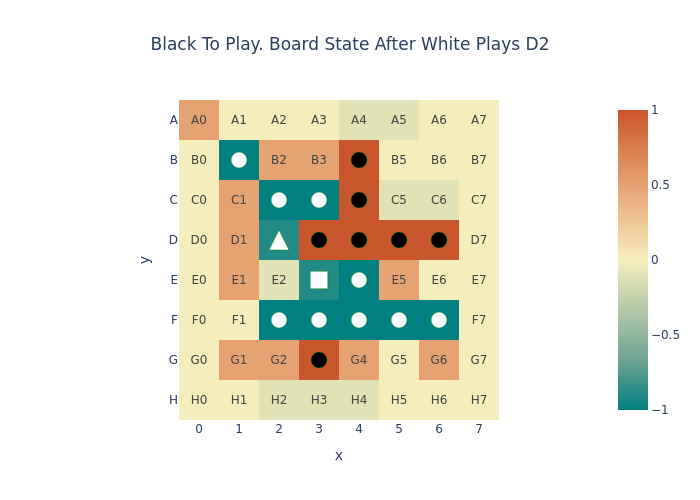 Black To Play. Board State After White Plays D2
A A0 A1 A2 A3 A4 A5 A6 A7
B B0 B2 B3 B5 B6 B7
C C0 C1 C5 C6 C7
D D0 D1 D7
E E0 E1 E2 E5 E6 E7
F F0 F1 F7
G G0 G1 G2 G4 G5 G6 G7
H H0 H1 H2 H3 H4 H5 H6 H7
0 1 2 3 4 5 6 7
x
y
1
0.5
0
−0.5
−1